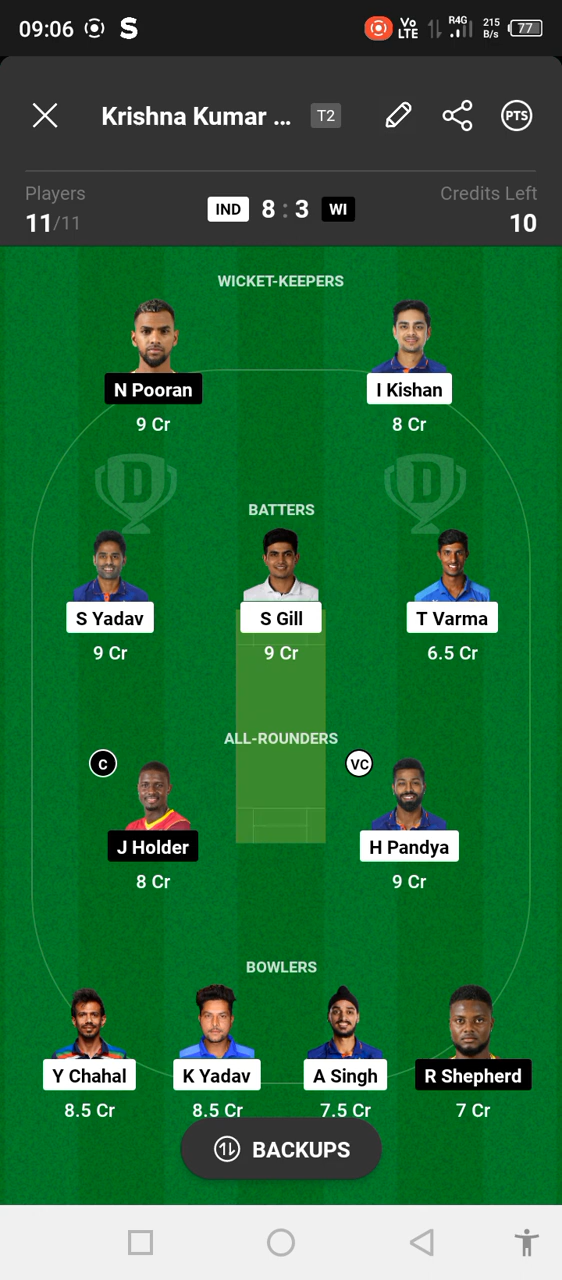 09:06 S Vo LTE R4G 215 B/s 77
Krishna Kumar ... T2 PTS
Players Credits Left
11/11 IND 8 : 3 WI 10
WICKET-KEEPERS
N Pooran I Kishan
9 Cr 8 Cr
D D
BATTERS
S Yadav S Gill T Varma
9 Cr 9 Cr 6.5 Cr
ALL-ROUNDERS
C VC
J Holder H Pandya
8 Cr 9 Cr
BOWLERS
Y Chahal K Yadav A Singh R Shepherd
8.5 Cr 8.5 Cr 7.5 Cr 7 Cr
BACKUPS